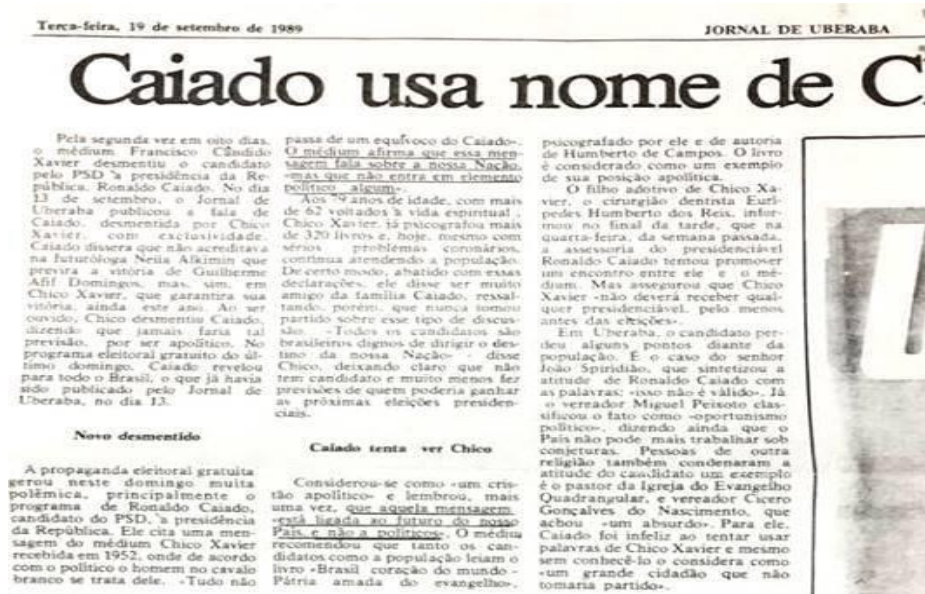 Terça-feira, 19 de setembro de 1989
JORNAL DE UBERABA
Caiado usa nome de C
Pela segunda vez em oito dias,
o médium Francisco Cândido
Xavier desmentiu o candidato
pelo PSD à presidência da Re-
pública, Ronaldo Caiado. No dia
13 de setembro, o Jornal de
Uberaba publicou a fala de
Caiado, desmentida por Chico
Xavier, com exclusividade.
Caiado dissera que não acreditava
na futuróloga Neila Alkimin que
previra a vitória de Guilherme
Afif Domingos, mas, sim, em
Chico Xavier, que garantira sua
vitória, ainda este ano. Ao ser
ouvido, Chico desmentiu Caiado,
dizendo que jamais faria tal
previsão, por ser apolítico. No
programa eleitoral gratuito do úl-
timo domingo, Caiado revelou
para todo o Brasil, o que já havia
sido publicado pelo Jornal de
Uberaba, no dia 13.
Novo desmentido
A propaganda eleitoral gratuita
gerou neste domingo muita
polêmica, principalmente o
programa de Ronaldo Caiado,
candidato do PSD, à presidência
da República. Ele cita uma men-
sagem do médium Chico Xavier
recebida em 1952, onde de acordo
com o político o homem no cavalo
branco se trata dele. «Tudo não
passa de um equívoco do Caiado».
O médium afirma que essa men-
sagem fala sobre a nossa Nação,
«mas que não entra em elemento
político algum».
Aos 79 anos de idade, com mais
de 62 voltados à vida espiritual,
Chico Xavier, já psicografou mais
de 320 livros e, hoje, mesmo com
sérios problemas coronários,
continua atendendo a população.
De certo modo, abatido com essas
declarações, ele disse ser muito
amigo da família Caiado, ressal-
tando, porém, que nunca tomou
partido sobre esse tipo de discus-
são. «Todos os candidatos são
brasileiros dignos de dirigir o des-
tino da nossa Nação» - disse
Chico, deixando claro que não
tem candidato e muito menos fez
previsões de quem poderia ganhar
as próximas eleições presiden-
ciais.
Caiado tenta ver Chico
Considerou-se como «um cris-
tão apolítico» e lembrou, mais
uma vez, que aquela mensagem
«está ligada ao futuro do nosso
País, e não a políticos». O médium
recomendou que tanto os can-
didatos como a população leiam o
livro «Brasil coração do mundo -
Pátria amada do evangelho»,
psicografado por ele e de autoria
de Humberto de Campos. O livro
é considerado como um exemplo
de sua posição apolítica.
O filho adotivo de Chico Xa-
vier, o cirurgião dentista Eurí-
pedes Humberto dos Reis, infor-
mou no final da tarde, que na
quarta-feira, da semana passada,
a assessoria do presidenciável
Ronaldo Caiado tentou promover
um encontro entre ele e o mé-
dium. Mas assegurou que Chico
Xavier «não deverá receber qual-
quer presidenciável, pelo menos
antes das eleições».
Em Uberaba, o candidato per-
deu alguns pontos diante da
população. É o caso do senhor
João Spiridião, que sintetizou a
atitude de Ronaldo Caiado com
as palavras: «isso não é válido». Já
o vereador Miguel Peixoto clas-
sificou o fato como «oportunismo
político», dizendo ainda que o
País não pode mais trabalhar sob
conjeturas. Pessoas de outra
religião também condenaram a
atitude do candidato um exemplo
é o pastor da Igreja do Evangelho
Quadrangular, e vereador Cícero
Gonçalves do Nascimento, que
achou «um absurdo». Para ele,
Caiado foi infeliz ao tentar usar
palavras de Chico Xavier e mesmo
sem conhecê-lo o considera como
«um grande cidadão que não
tomaria partido».